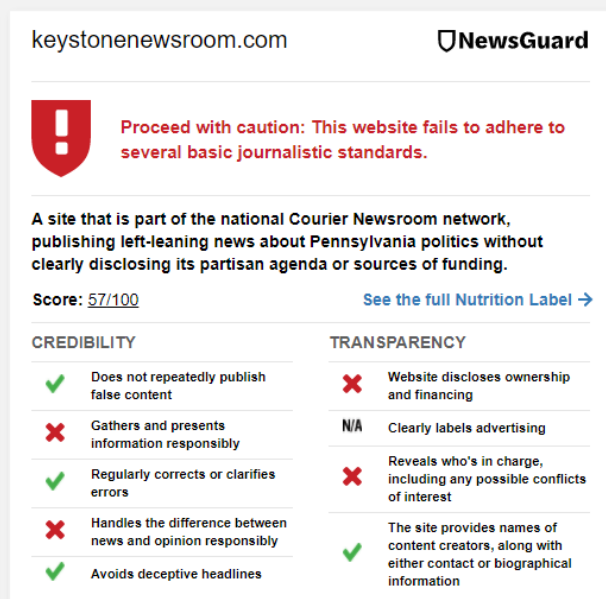 keystonenewsroom.com
NewsGuard
Proceed with caution: This website fails to adhere to
several basic journalistic standards.
A site that is part of the national Courier Newsroom network,
publishing left-leaning news about Pennsylvania politics without
clearly disclosing its partisan agenda or sources of funding.
Score: 57/100
See the full Nutrition Label →
CREDIBILITY
Does not repeatedly publish
false content
Gathers and presents
information responsibly
Regularly corrects or clarifies
errors
Handles the difference between
news and opinion responsibly
Avoids deceptive headlines
TRANSPARENCY
Website discloses ownership
and financing
N/A Clearly labels advertising
Reveals who's in charge,
including any possible conflicts
of interest
The site provides names of
content creators, along with
either contact or biographical
information